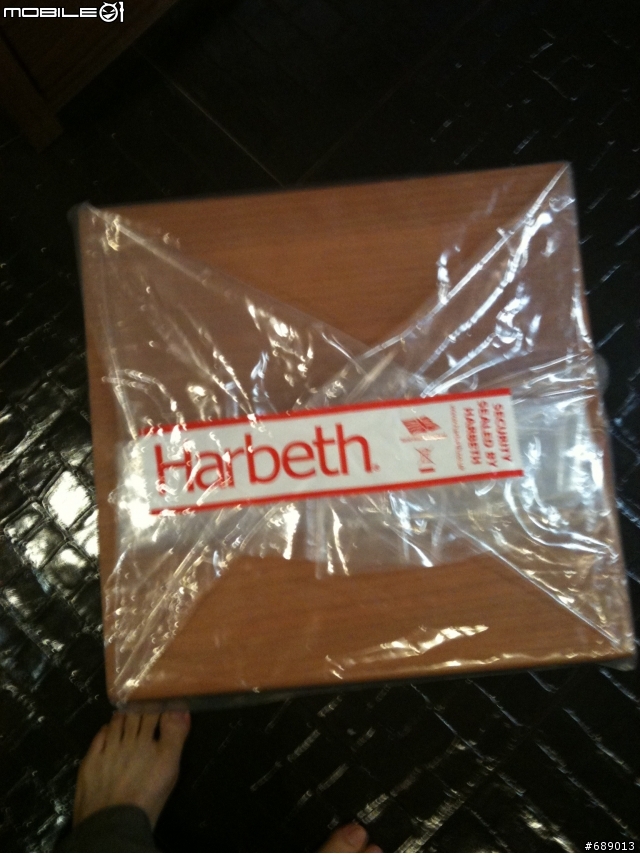 MOBILE01
Harbeth®
SECURITY
SEALED BY
HARBETH
#689013